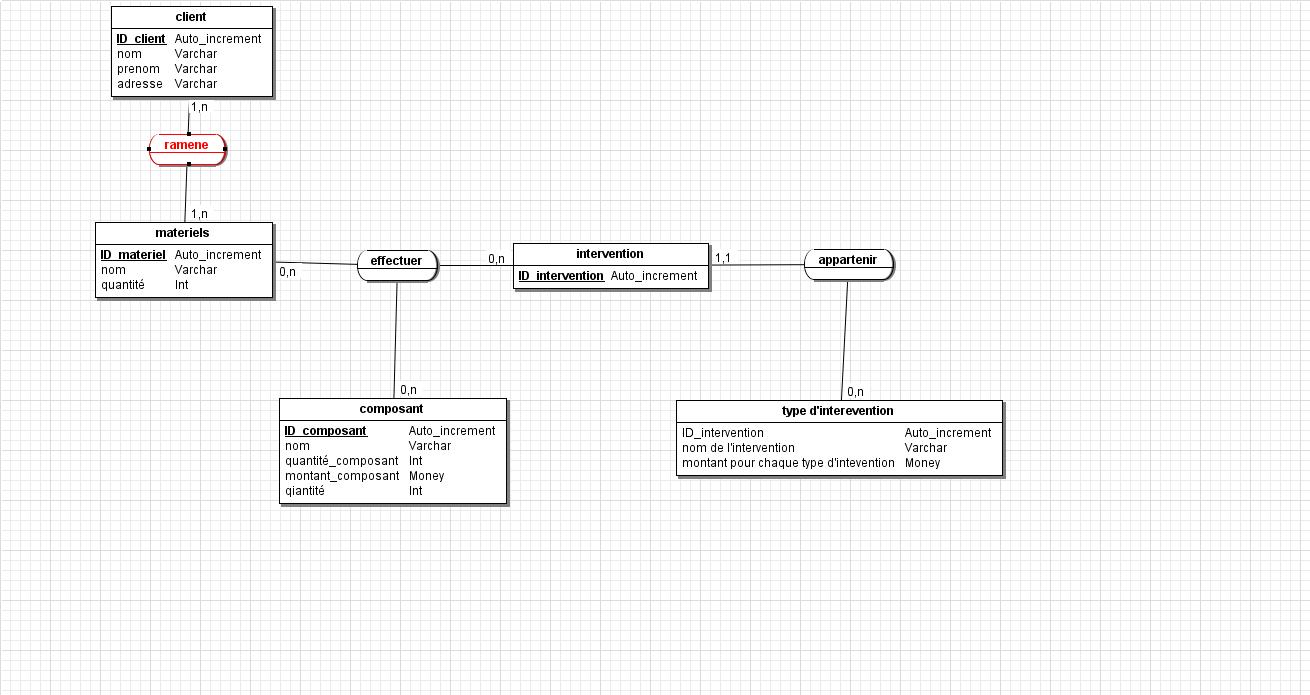 client
ID_client Auto_increment
nom Varchar
prenom Varchar
adresse Varchar
1,n
ramene
1,n
materiels
ID_materiel Auto_increment
nom Varchar
quantité Int
0,n
effectuer
0,n
intervention
ID_intervention Auto_increment
1,1
appartenir
0,n
composant
ID_composant Auto_increment
nom Varchar
quantité_composant Int
montant_composant Money
qiantité Int
0,n
type d'interevention
ID_intervention Auto_increment
nom de l'intervention Varchar
montant pour chaque type d'intevention Money